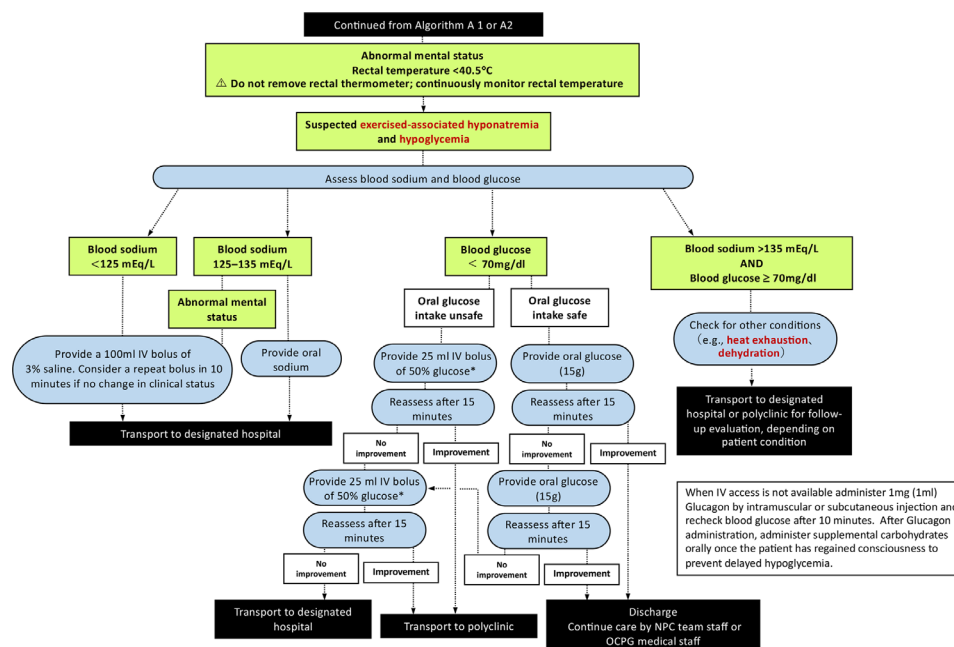 Continued from Algorithm A 1 or A2
Abnormal mental status
Rectal temperature <40.5°C
⚠ Do not remove rectal thermometer; continuously monitor rectal temperature
Suspected exercised-associated hyponatremia
and hypoglycemia
Assess blood sodium and blood glucose
Blood sodium
<125 mEq/L
Blood sodium
125–135 mEq/L
Blood glucose
< 70mg/dl
Blood sodium >135 mEq/L
AND
Blood glucose ≥ 70mg/dl
Abnormal mental
status
Oral glucose
intake unsafe
Oral glucose
intake safe
Check for other conditions
(e.g., heat exhaustion、
dehydration)
Provide a 100ml IV bolus of
3% saline. Consider a repeat bolus in 10
minutes if no change in clinical status
Provide oral
sodium
Provide 25 ml IV bolus
of 50% glucose*
Provide oral glucose
(15g)
Transport to designated
hospital or polyclinic for follow-
up evaluation, depending on
patient condition
Reassess after 15
minutes
Reassess after 15
minutes
Transport to designated hospital
No
improvement
Improvement
No
improvement
Improvement
Provide 25 ml IV bolus
of 50% glucose*
Provide oral glucose
(15g)
When IV access is not available administer 1mg (1ml)
Glucagon by intramuscular or subcutaneous injection and
recheck blood glucose after 10 minutes. After Glucagon
administration, administer supplemental carbohydrates
orally once the patient has regained consciousness to
prevent delayed hypoglycemia.
Reassess after 15
minutes
Reassess after 15
minutes
No
improvement
Improvement
No
improvement
Improvement
Transport to designated
hospital
Transport to polyclinic
Discharge
Continue care by NPC team staff or
OCPG medical staff